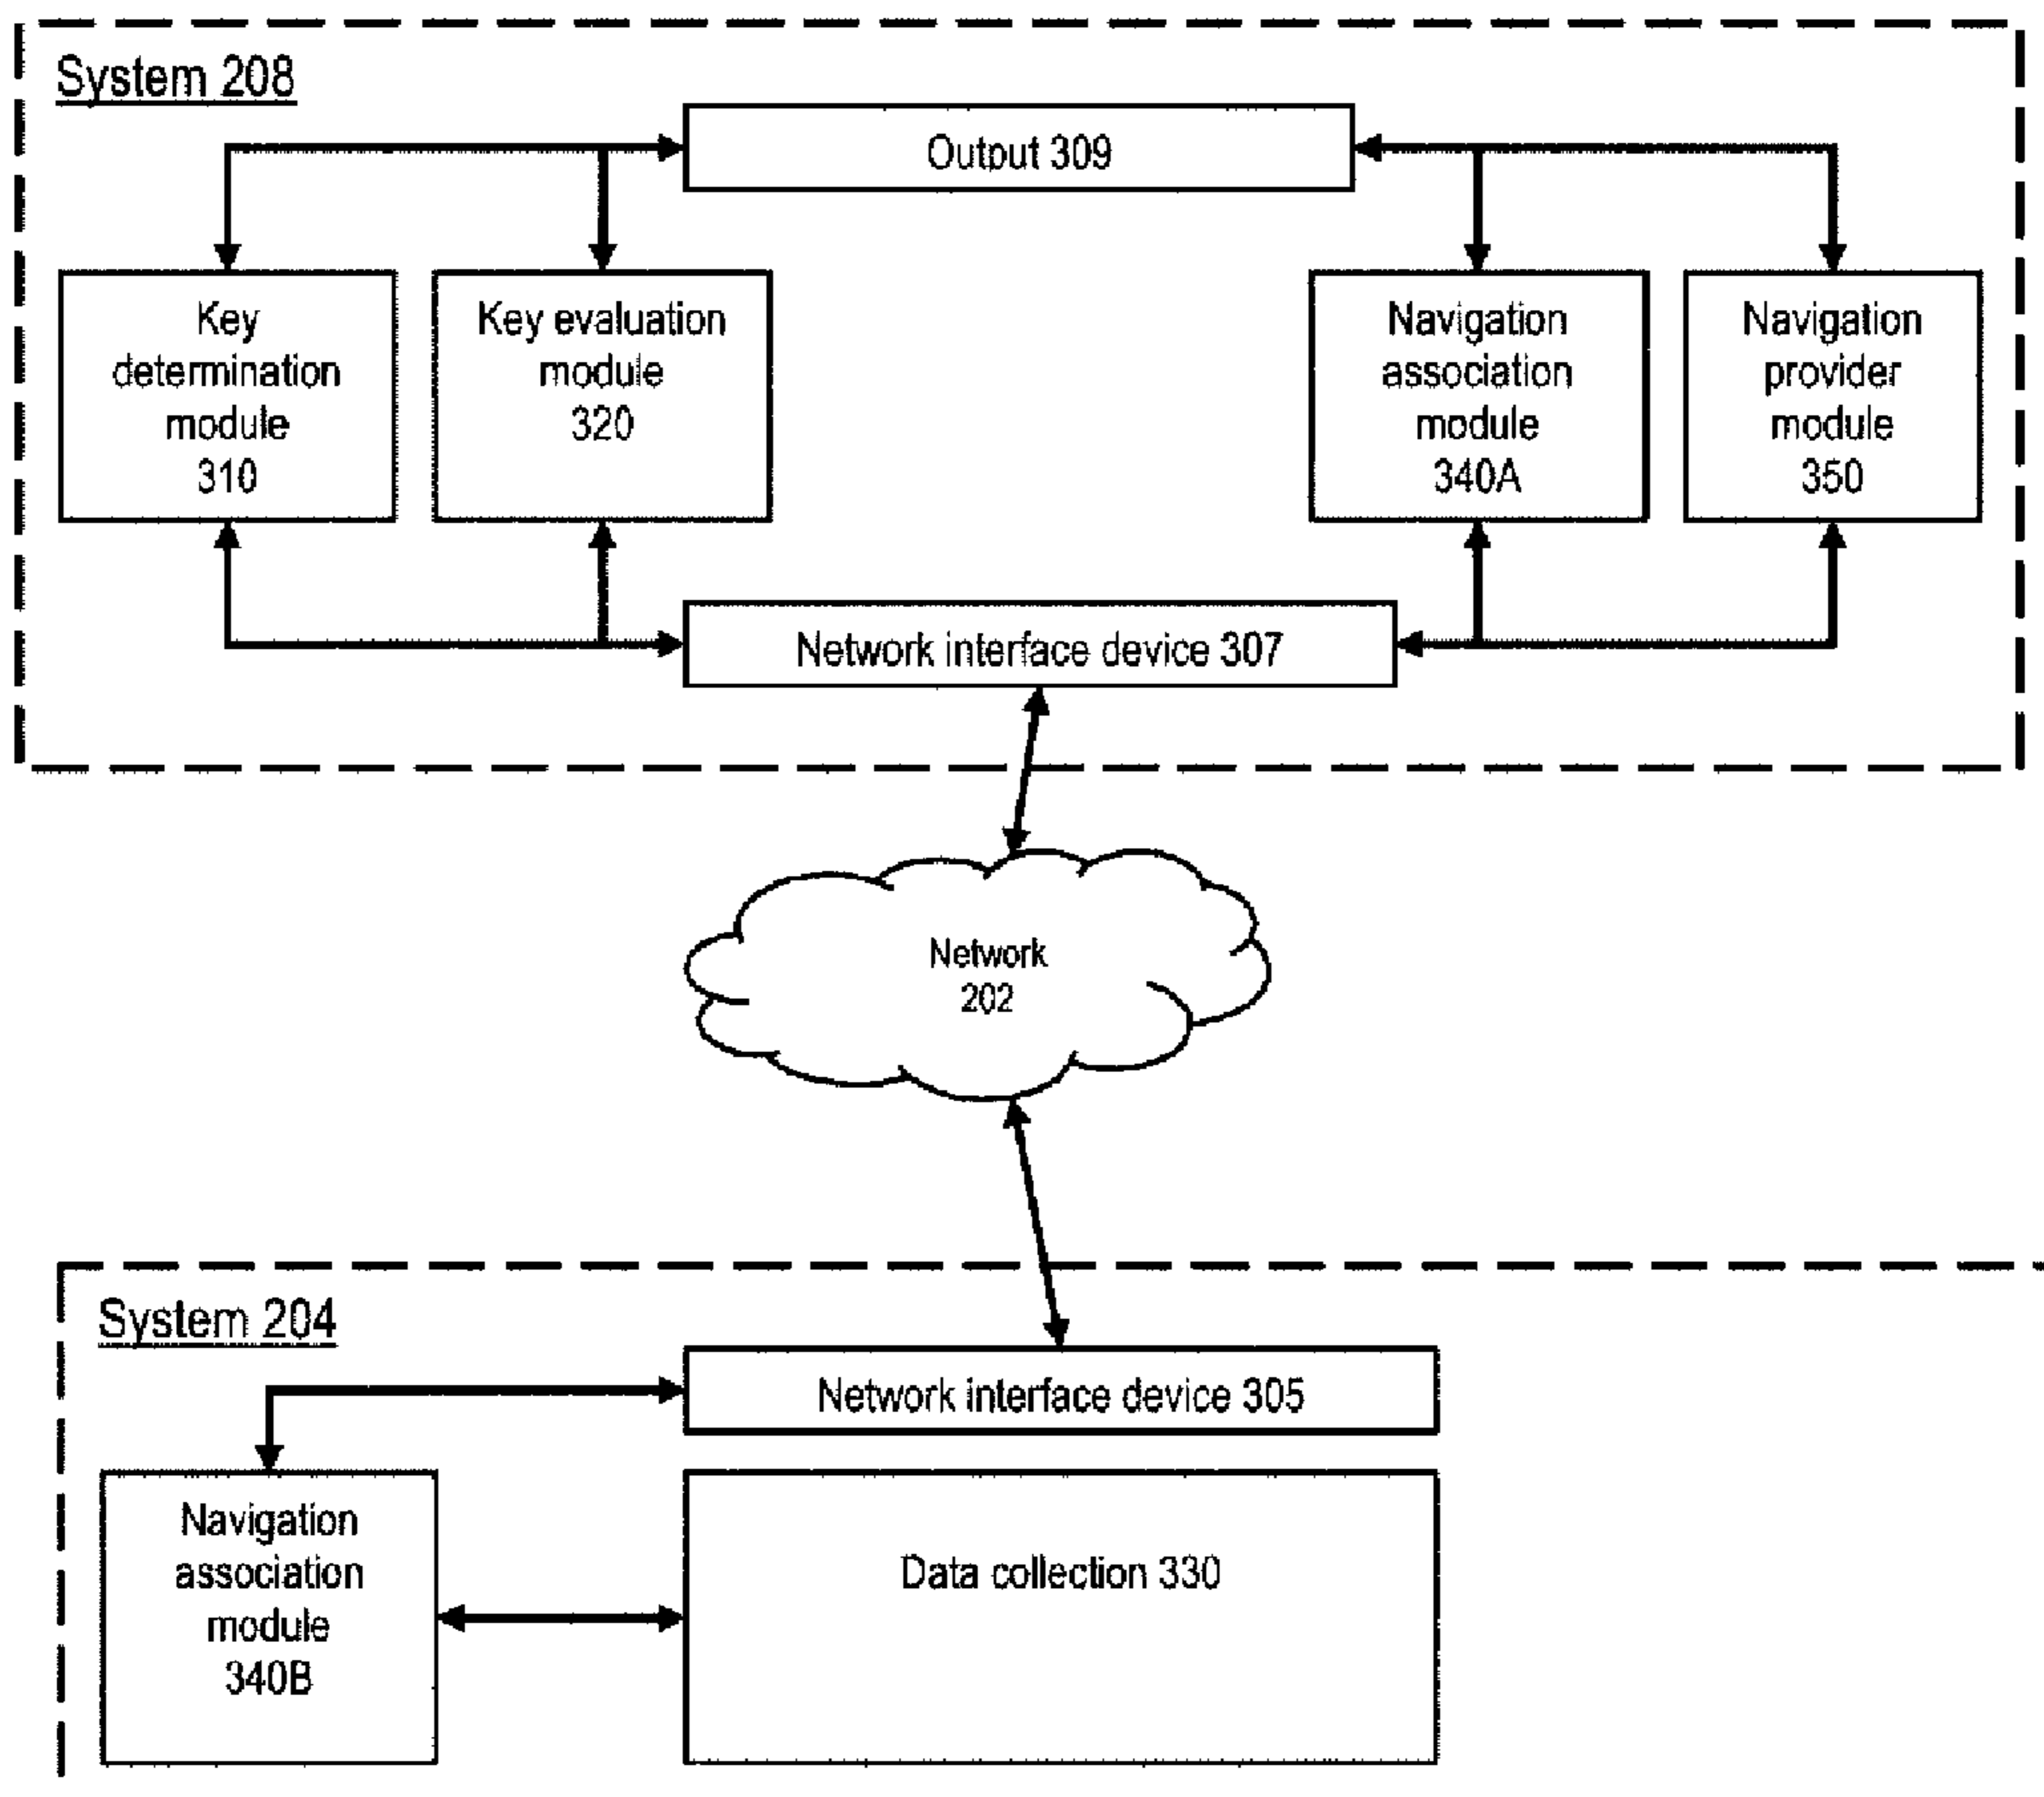 System 208
Output 309
Key
determination
module
310
Key evaluation
module
320
Navigation
association
module
340A
Navigation
provider
module
350
Network interface device 307
Network
202
System 204
Network interface device 305
Navigation
association
module
340B
Data collection 330